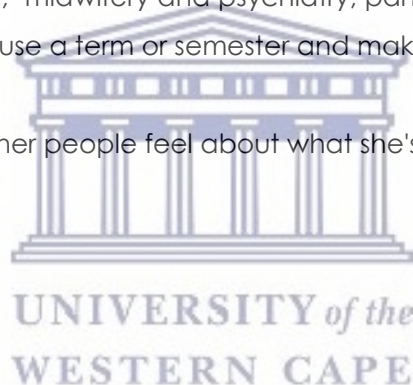 midwifery and psychiatry,
use a term or semester and mak
her people feel about what she's
UNIVERSITY of the
WESTERN CAPE